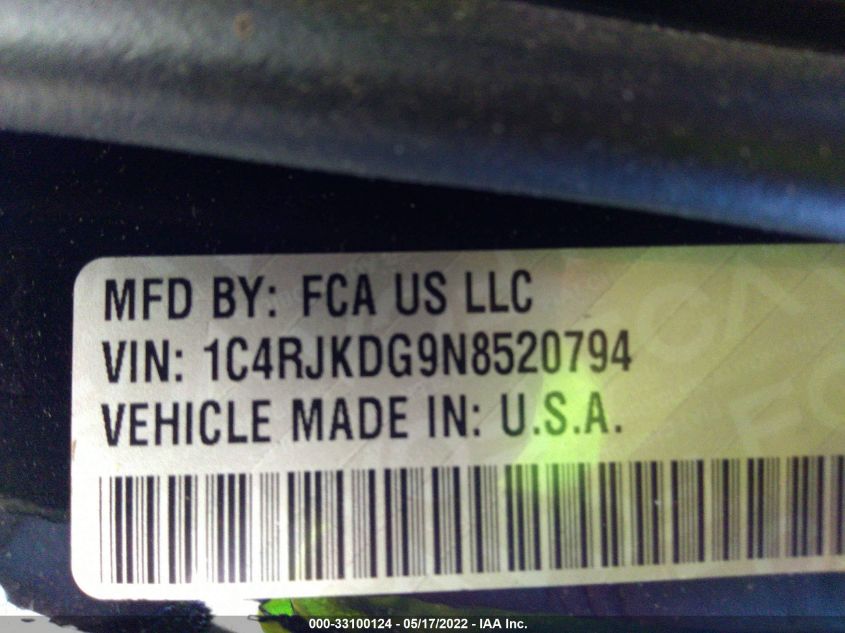 MFD BY: FCA US LLC
VIN: 1C4RJKDG9N8520794
VEHICLE MADE IN: U.S.A.
000-33100124 - 05/17/2022 - IAA Inc.